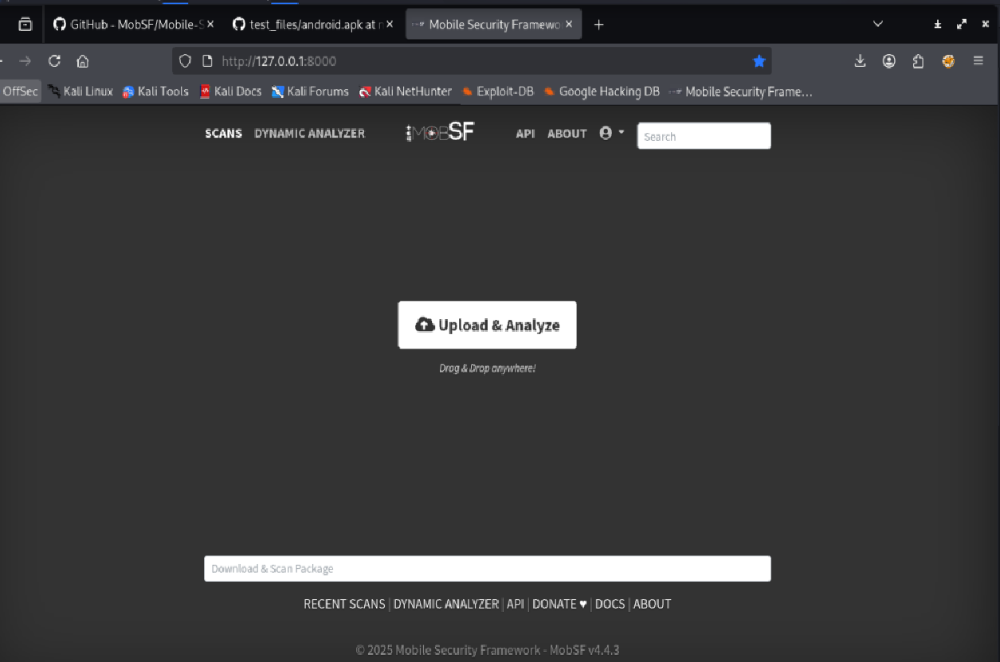 GitHub - MobSF/Mobile-S
test_files/android.apk at
Mobile Security Framewo
http://127.0.0.1:8000
OffSec Kali Linux Kali Tools Kali Docs Kali Forums Kali NetHunter Exploit-DB Google Hacking DB Mobile Security Frame...
SCANS DYNAMIC ANALYZER MOBSF API ABOUT Search
Upload & Analyze
Drag & Drop anywhere!
Download & Scan Package
RECENT SCANS | DYNAMIC ANALYZER | API | DONATE ♥ | DOCS | ABOUT
© 2025 Mobile Security Framework - MobSF v4.4.3